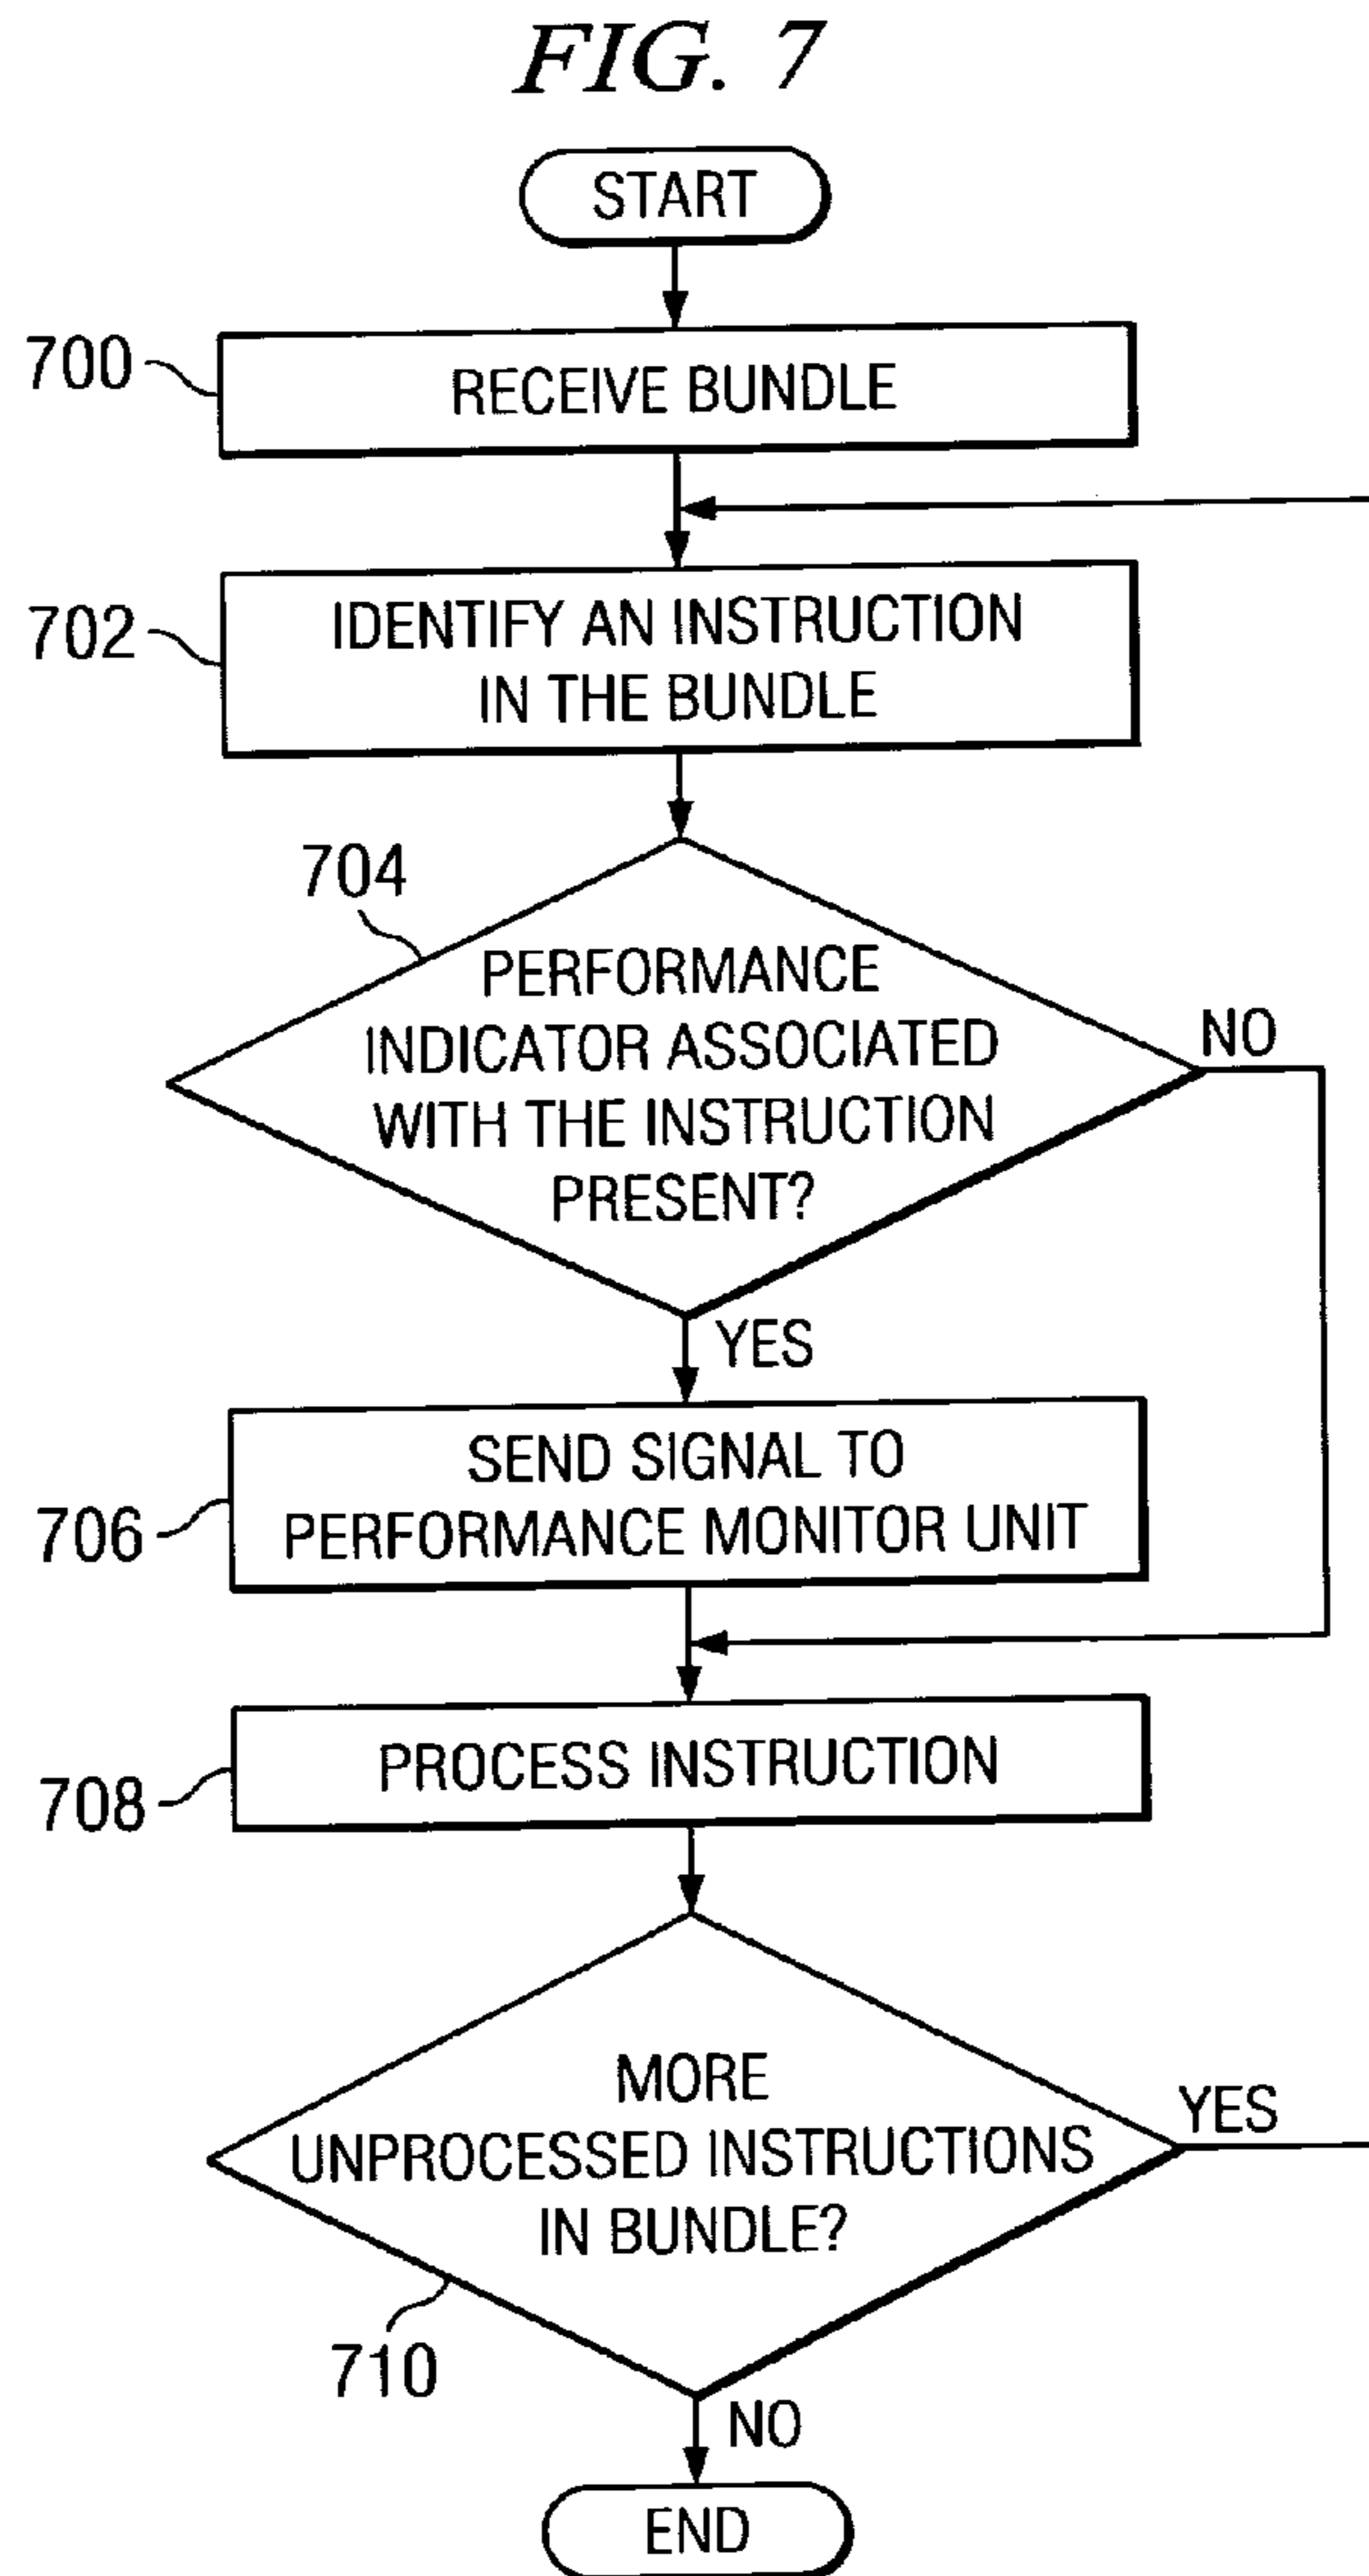 FIG. 7
START
700
RECEIVE BUNDLE
702
IDENTIFY AN INSTRUCTION
IN THE BUNDLE
704
PERFORMANCE
INDICATOR ASSOCIATED
WITH THE INSTRUCTION
PRESENT?
NO
YES
706
SEND SIGNAL TO
PERFORMANCE MONITOR UNIT
708
PROCESS INSTRUCTION
MORE
UNPROCESSED INSTRUCTIONS
IN BUNDLE?
YES
710
NO
END